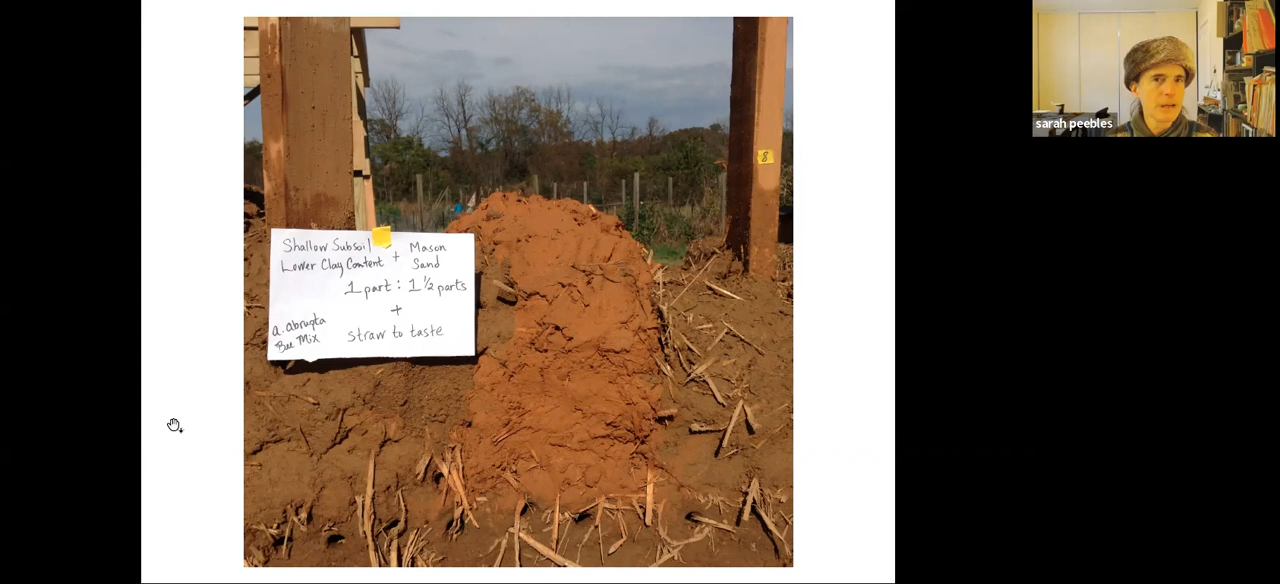 Shallow Subsoil + Mason
Lower Clay Content Sand
1 part : 1 ½ parts
+
a. abrupta straw to taste
Bee Mix
8
sarah peebles